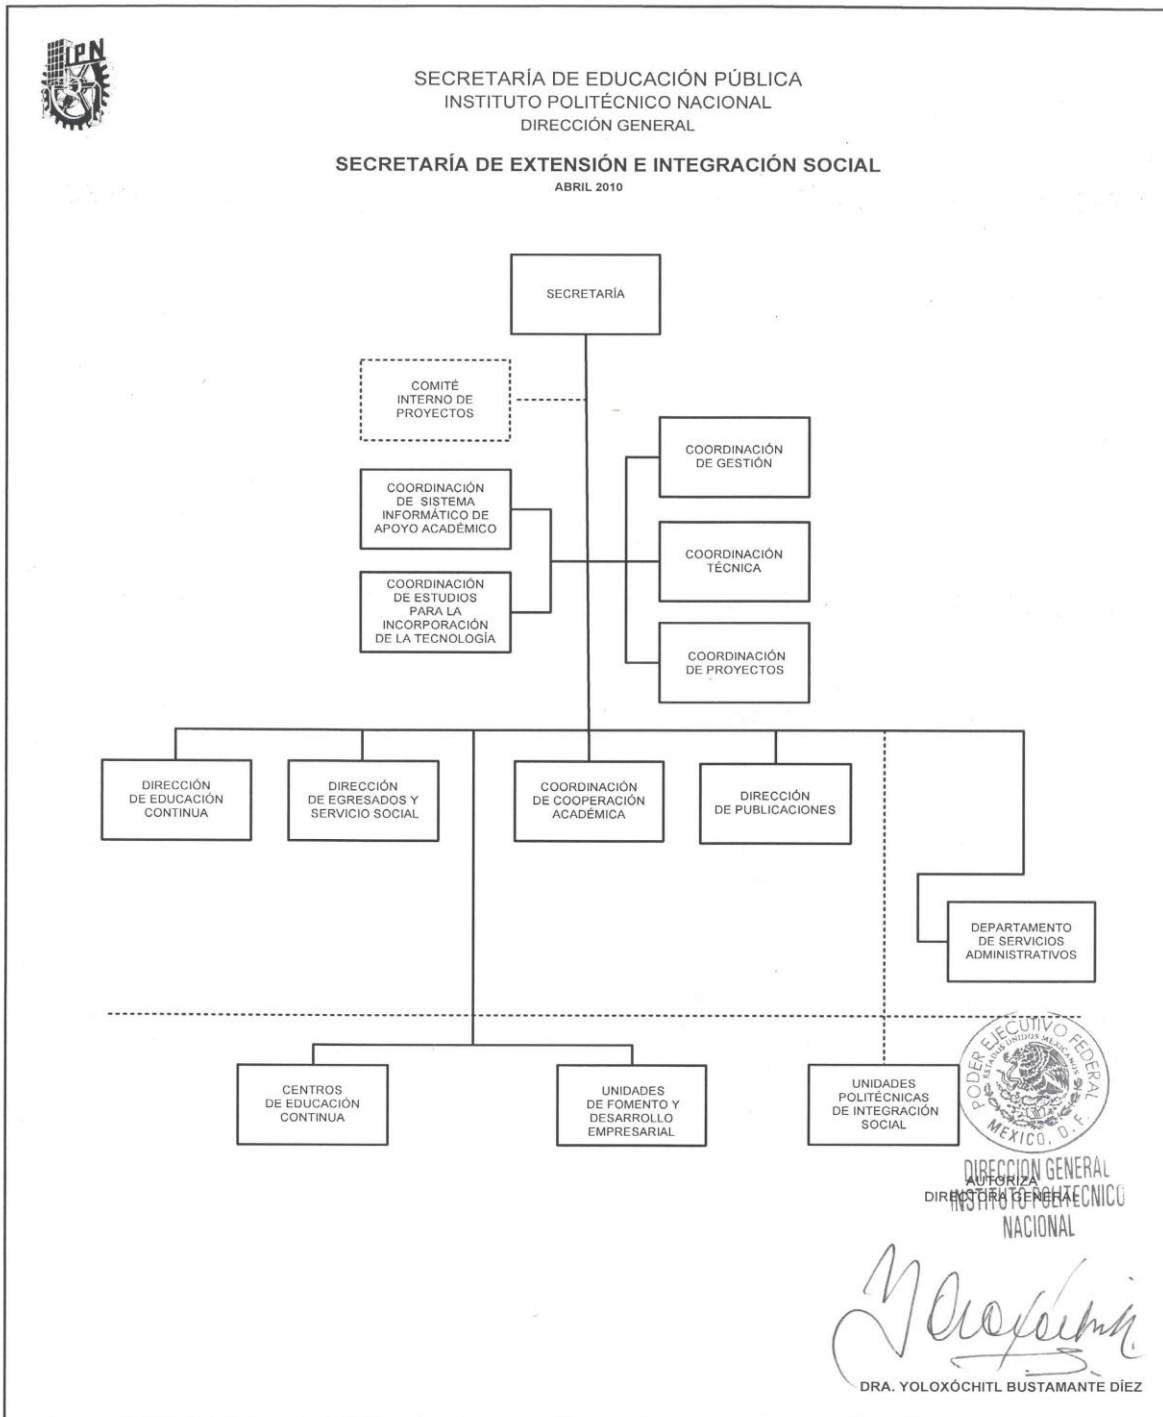 IPN
SECRETARÍA DE EDUCACIÓN PÚBLICA
INSTITUTO POLITÉCNICO NACIONAL
DIRECCIÓN GENERAL
SECRETARÍA DE EXTENSIÓN E INTEGRACIÓN SOCIAL
ABRIL 2010
SECRETARÍA
COMITÉ
INTERNO DE
PROYECTOS
COORDINACIÓN
DE GESTIÓN
COORDINACIÓN
DE SISTEMA
INFORMÁTICO DE
APOYO ACADÉMICO
COORDINACIÓN
TÉCNICA
COORDINACIÓN
DE ESTUDIOS
PARA LA
INCORPORACIÓN
DE LA TECNOLOGÍA
COORDINACIÓN
DE PROYECTOS
DIRECCIÓN
DE EDUCACIÓN
CONTINUA
DIRECCIÓN
DE EGRESADOS Y
SERVICIO SOCIAL
COORDINACIÓN
DE COOPERACIÓN
ACADÉMICA
DIRECCIÓN
DE PUBLICACIONES
DEPARTAMENTO
DE SERVICIOS
ADMINISTRATIVOS
CENTROS
DE EDUCACIÓN
CONTINUA
UNIDADES
DE FOMENTO Y
DESARROLLO
EMPRESARIAL
UNIDADES
POLITÉCNICAS
DE INTEGRACIÓN
SOCIAL
PODER EJECUTIVO FEDERAL
ESTADOS UNIDOS MEXICANOS
MEXICO, D. F.
DIRECCION GENERAL
INSTITUTO POLITECNICO
NACIONAL
AUTORIZA
DIRECTORA GENERAL
Yoloxóchitl
DRA. YOLOXÓCHITL BUSTAMANTE DÍEZ